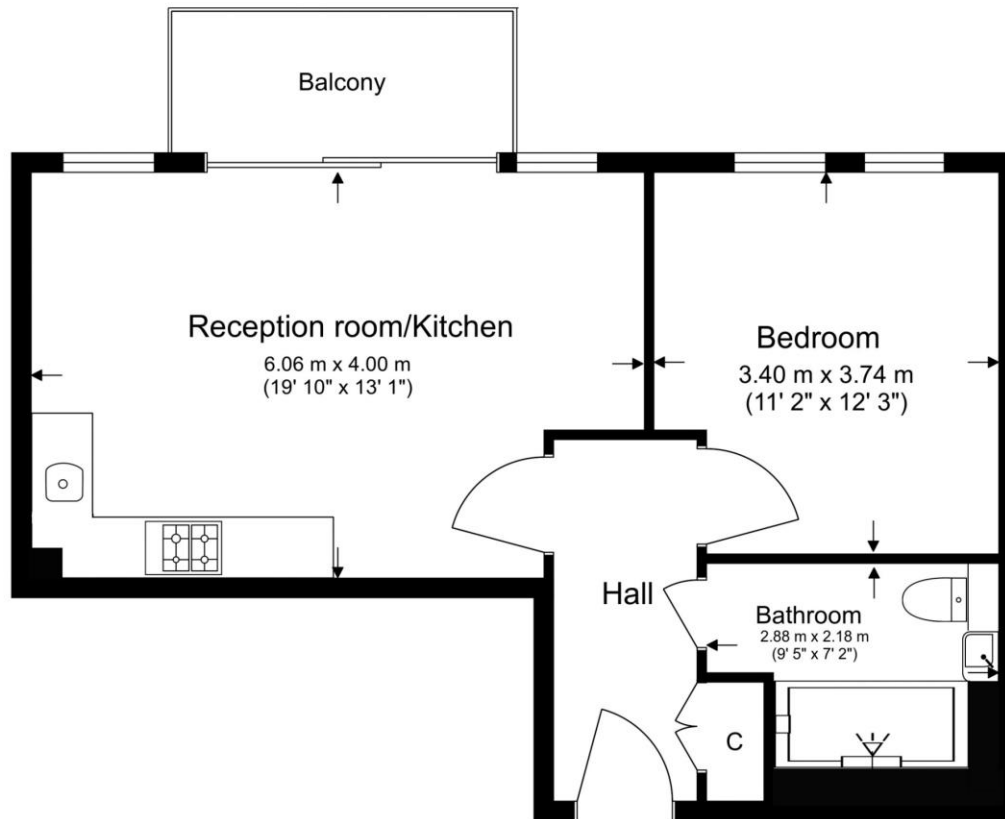 Balcony
Reception room/Kitchen
6.06 m x 4.00 m
(19' 10" x 13' 1")
Bedroom
3.40 m x 3.74 m
(11' 2" x 12' 3")
Hall
Bathroom
2.88 m x 2.18 m
(9' 5" x 7' 2")
C